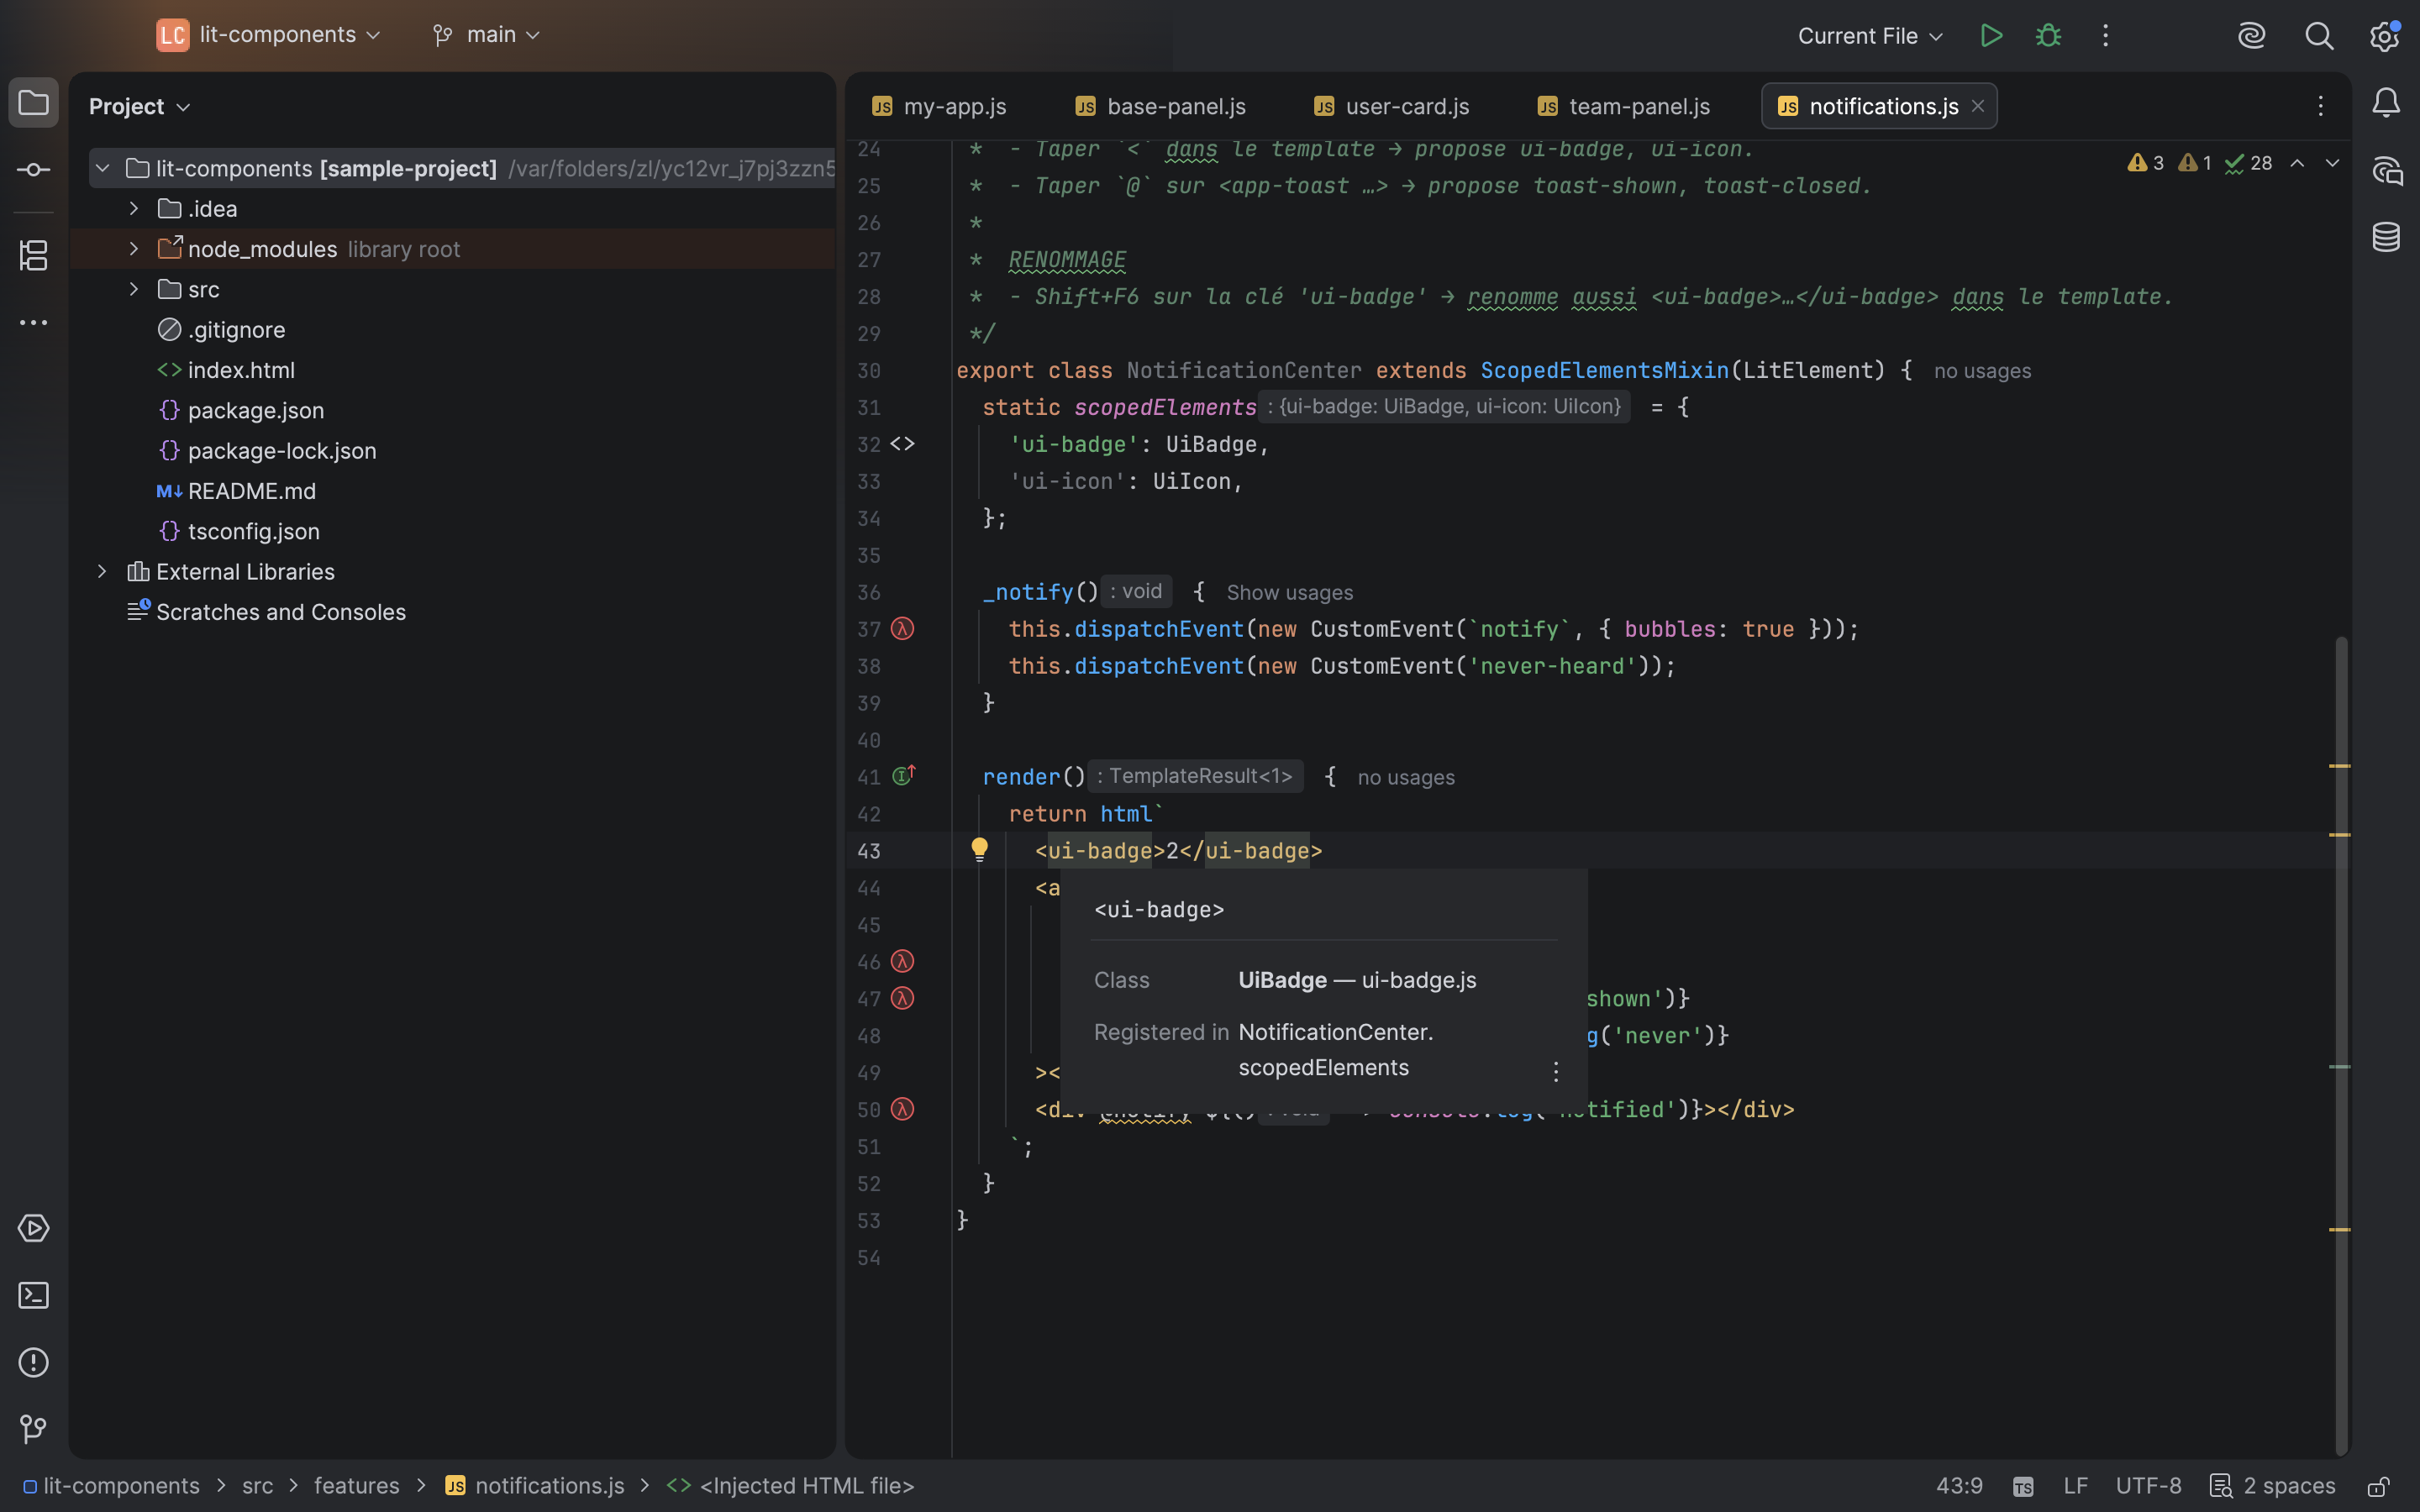 LC lit-components main Current File
Project
lit-components [sample-project] /var/folders/zl/yc12vr_j7pj3zzn5
.idea
node_modules library root
src
.gitignore
index.html
package.json
package-lock.json
README.md
tsconfig.json
External Libraries
Scratches and Consoles
my-app.js base-panel.js user-card.js team-panel.js notifications.js
3 1 28
24 * - Taper `<` dans le template → propose ui-badge, ui-icon.
25 * - Taper `@` sur <app-toast …> → propose toast-shown, toast-closed.
26 *
27 * RENOMMAGE
28 * - Shift+F6 sur la clé 'ui-badge' → renomme aussi <ui-badge>…</ui-badge> dans le template.
29 */
30 export class NotificationCenter extends ScopedElementsMixin(LitElement) { no usages
31 static scopedElements : {ui-badge: UiBadge, ui-icon: UiIcon} = {
32 'ui-badge': UiBadge,
33 'ui-icon': UiIcon,
34 };
35
36 _notify() : void { Show usages
37 this.dispatchEvent(new CustomEvent(`notify`, { bubbles: true }));
38 this.dispatchEvent(new CustomEvent('never-heard'));
39 }
40
41 render() : TemplateResult<1> { no usages
42 return html`
43 <ui-badge>2</ui-badge>
44 <a
<ui-badge>
45
46
Class UiBadge — ui-badge.js
47 shown')}
Registered in NotificationCenter.
scopedElements
48 g('never')}
49 ><
50 <div otified')}></div>
51 `;
52 }
53 }
54
lit-components > src > features > notifications.js > <> <Injected HTML file>
43:9 TS LF UTF-8 2 spaces